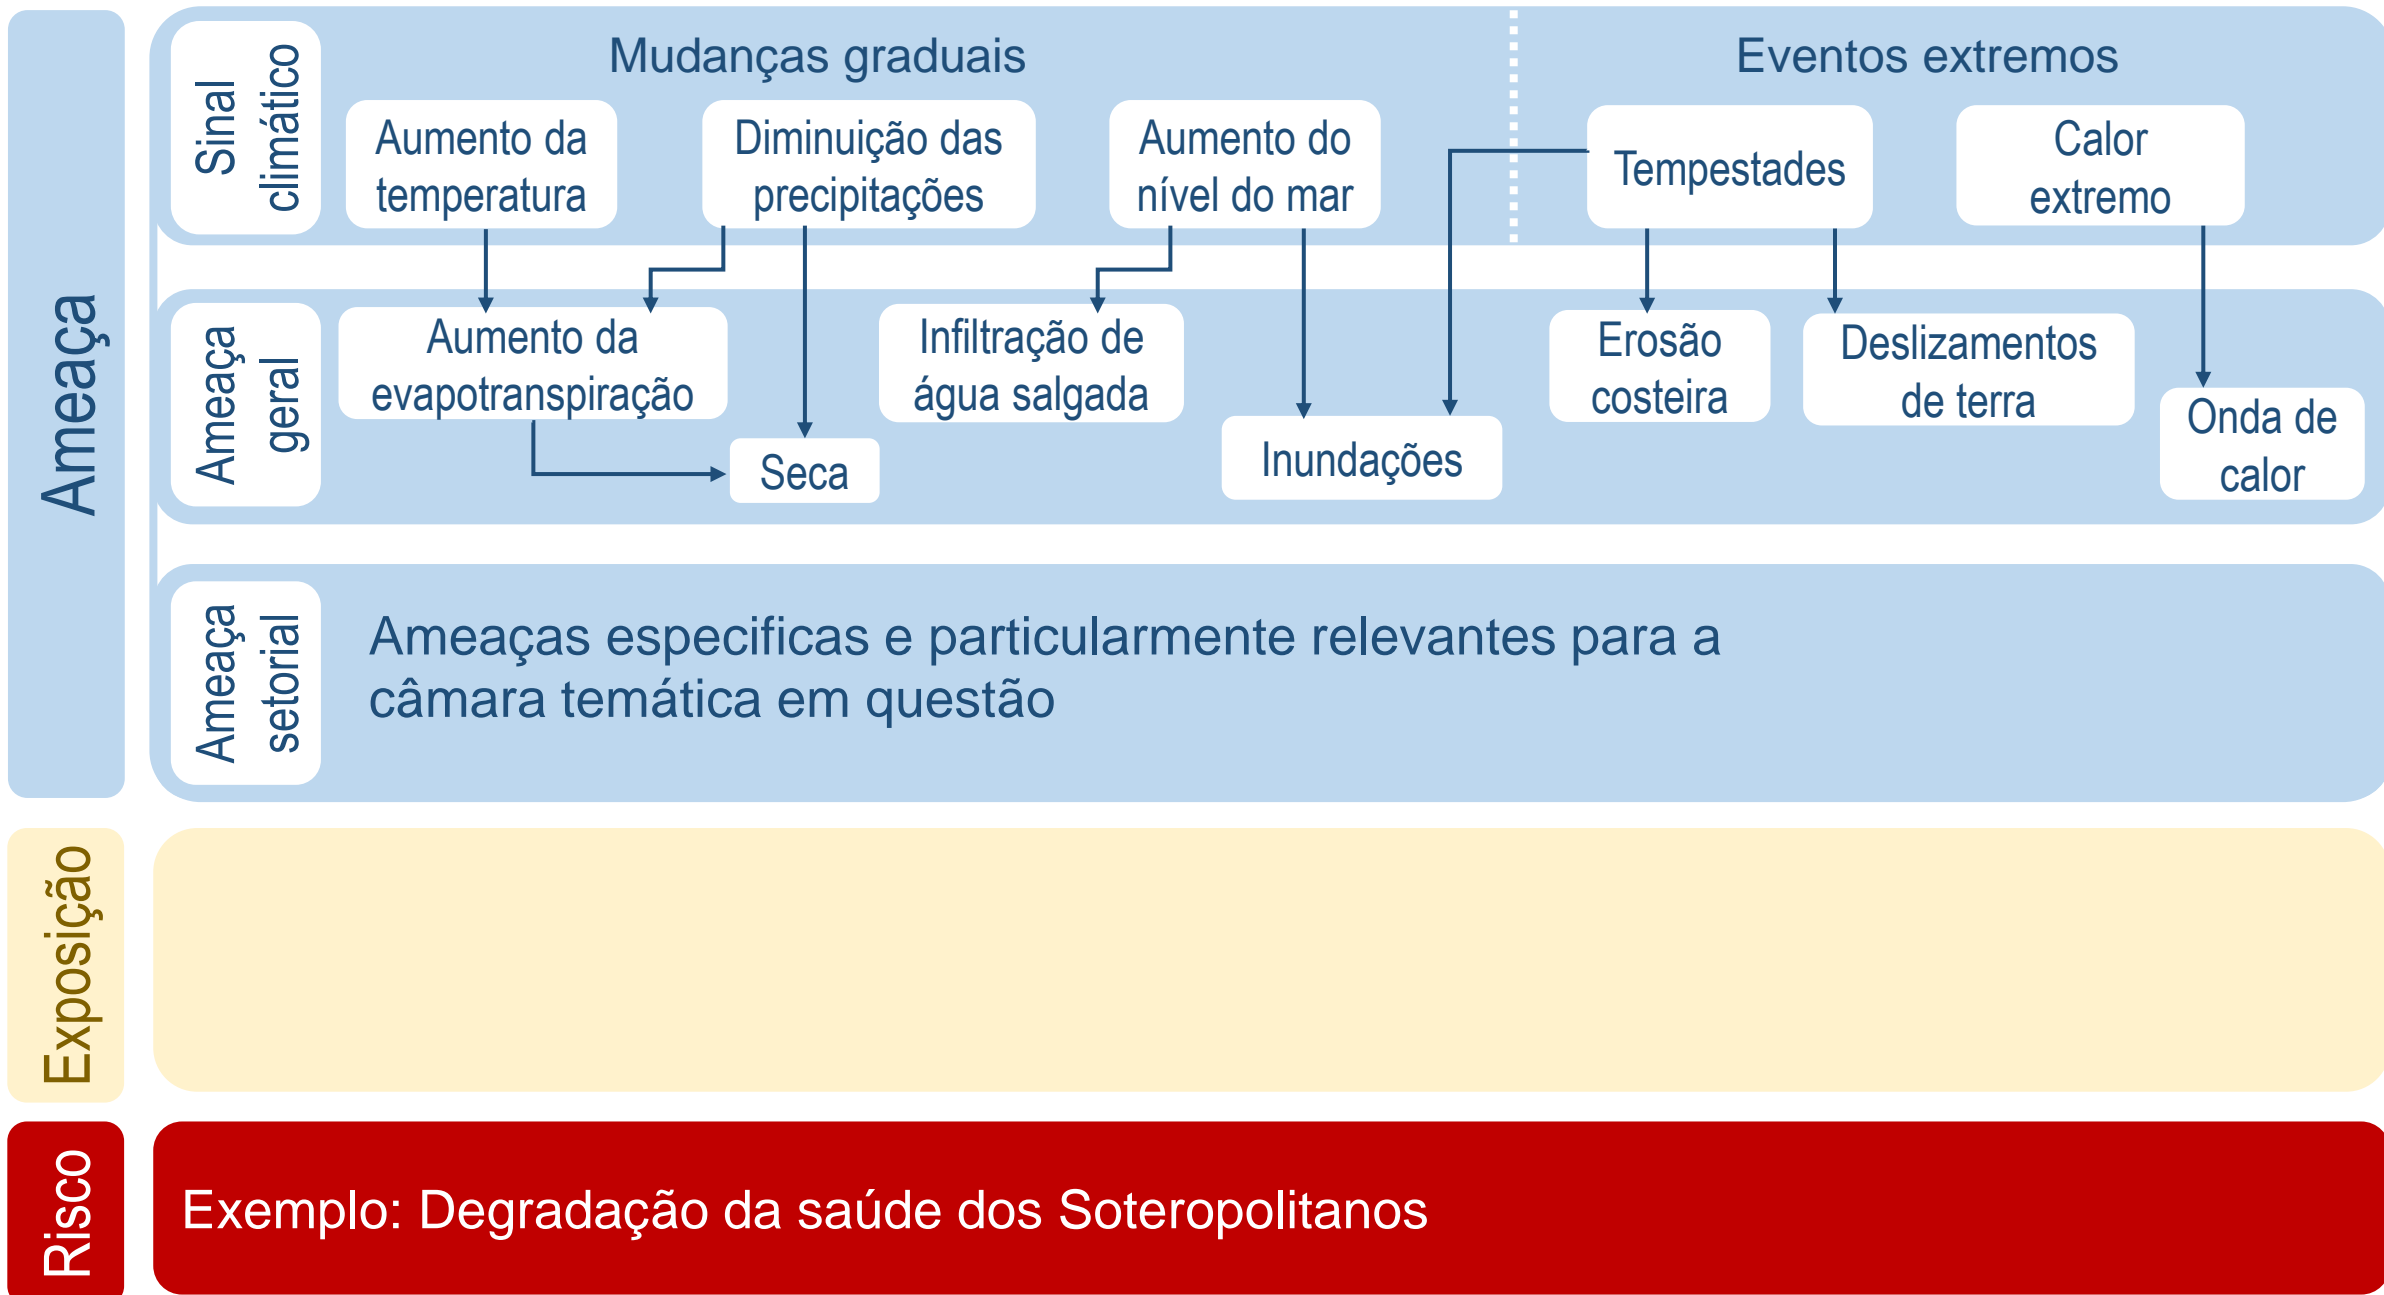 Ameaça
Sinal
climático
Mudanças graduais
Eventos extremos
Aumento da
temperatura
Diminuição das
precipitações
Aumento do
nível do mar
Tempestades
Calor
extremo
Ameaça
geral
Aumento da
evapotranspiração
Seca
Infiltração de
água salgada
Inundações
Erosão
costeira
Deslizamentos
de terra
Onda de
calor
Ameaça
setorial
Ameaças especificas e particularmente relevantes para a
câmara temática em questão
Exposição
Risco
Exemplo: Degradação da saúde dos Soteropolitanos